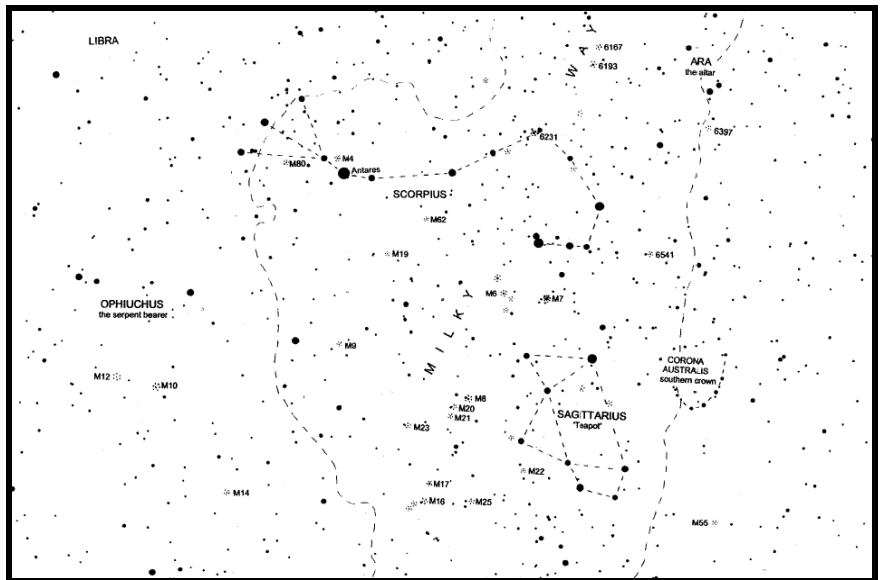 LIBRA
WAY
6167
6193
ARA
the altar
6397
6231
M80
M4
Antares
SCORPIUS
M62
M19
6541
OPHIUCHUS
the serpent bearer
M6
M7
MILKY
M9
CORONA
AUSTRALIS
southern crown
M12
M10
M8
M20
M21
M23
SAGITTARIUS
'Teapot'
M22
M14
M17
M16
M25
M55